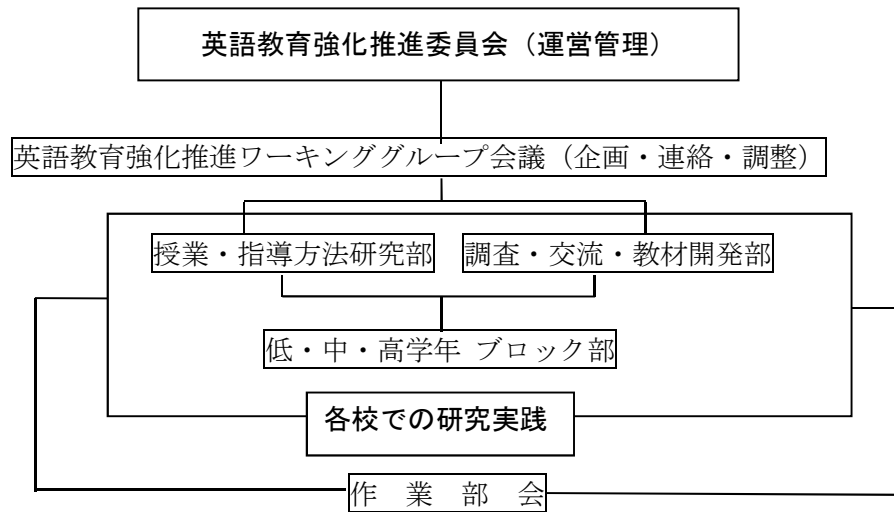 英語教育強化推進委員会（運営管理）
英語教育強化推進ワーキンググループ会議（企画・連絡・調整）
授業・指導方法研究部
調査・交流・教材開発部
低・中・高学年 ブロック部
各校での研究実践
作　業　部　会